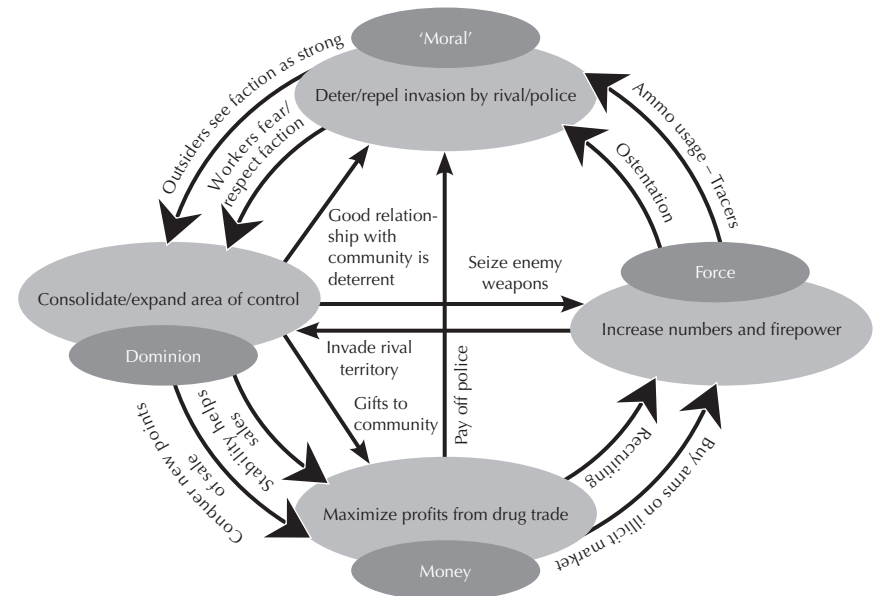 'Moral'
Deter/repel invasion by rival/police
Outsiders see faction as strong
Workers fear/
respect faction
Ammo usage – Tracers
Ostentation
Good relation-
ship with
community is
deterrent
Seize enemy
weapons
Force
Increase numbers and firepower
Consolidate/expand area of control
Dominion
Invade rival
territory
Gifts to
community
Pay off police
Stability helps
sales
Conquer new points
of sale
Recruiting
Buy arms on illicit market
Maximize profits from drug trade
Money